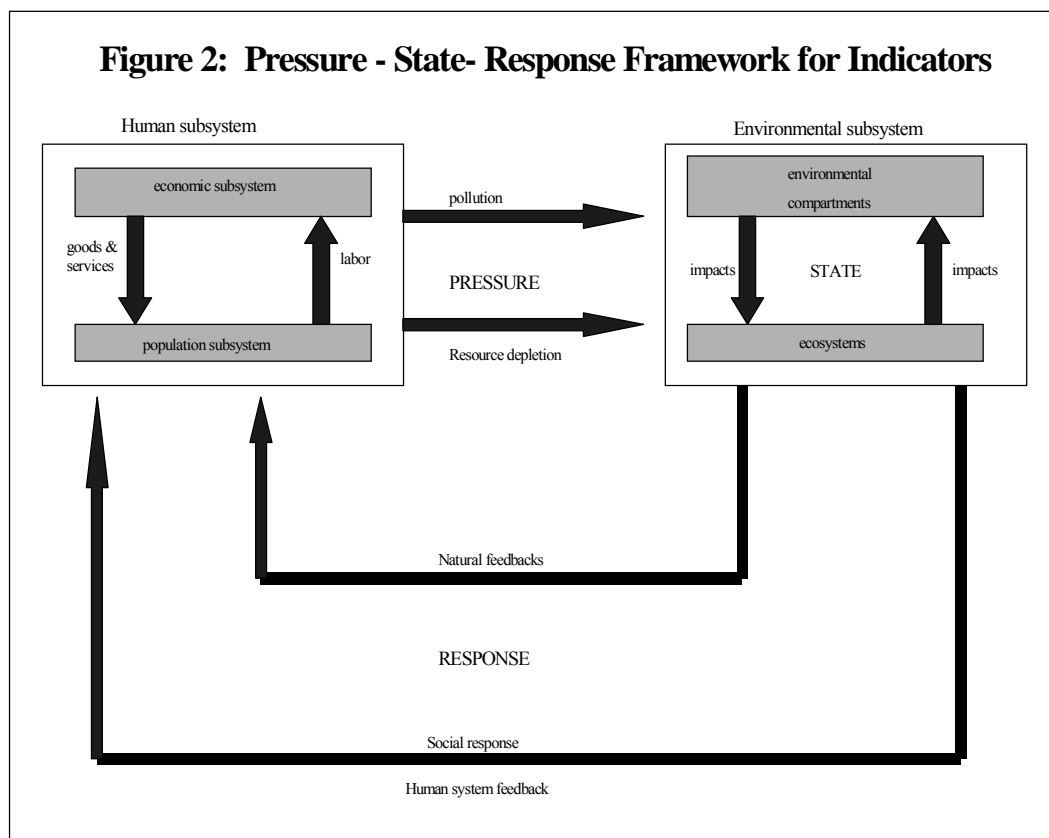 Figure 2: Pressure - State- Response Framework for Indicators
Human subsystem
Environmental subsystem
economic subsystem
environmental
compartments
pollution
goods &
services
labor
PRESSURE
impacts
STATE
impacts
population subsystem
Resource depletion
ecosystems
Natural feedbacks
RESPONSE
Social response
Human system feedback